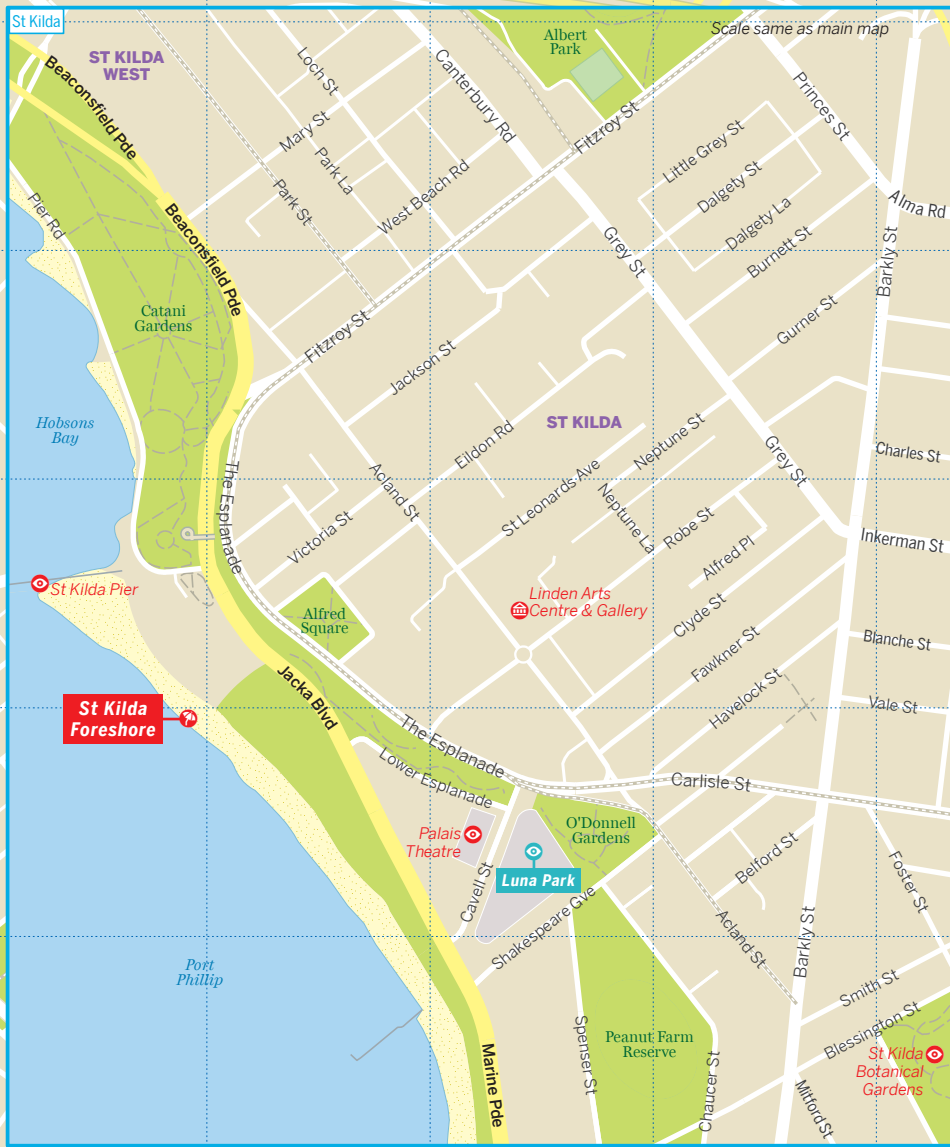 St Kilda
Scale same as main map
ST KILDA
WEST
Albert
Park
Beaconsfield Pde
Loch St
Canterbury Rd
Princes St
Mary St
Fitzroy St
Park La
Little Grey St
West Beach Rd
Dalgety St
Park St
Pier Rd
Alma Rd
Dalgety La
Beaconsfield Pde
Grey St
Burnett St
Barkly St
Catani
Gardens
Fitzroy St
Gurner St
Jackson St
Hobsons
Bay
ST KILDA
Eildon Rd
Neptune St
Grey St
Charles St
The Esplanade
Acland St
St Leonards Ave
Neptune La
Victoria St
Robe St
Inkerman St
Alfred Pl
St Kilda Pier
Linden Arts
Centre & Gallery
Alfred
Square
Clyde St
Fawkner St
Blanche St
Jacka Blvd
Havelock St
Vale St
St Kilda
Foreshore
The Esplanade
Lower Esplanade
Carlisle St
Palais
Theatre
O'Donnell
Gardens
Luna Park
Belford St
Foster St
Cavell St
Shakespeare Gve
Acland St
Barkly St
Port
Phillip
Smith St
Blessington St
Spenser St
Peanut Farm
Reserve
St Kilda
Botanical
Gardens
Marine Pde
Chaucer St
Mitford St